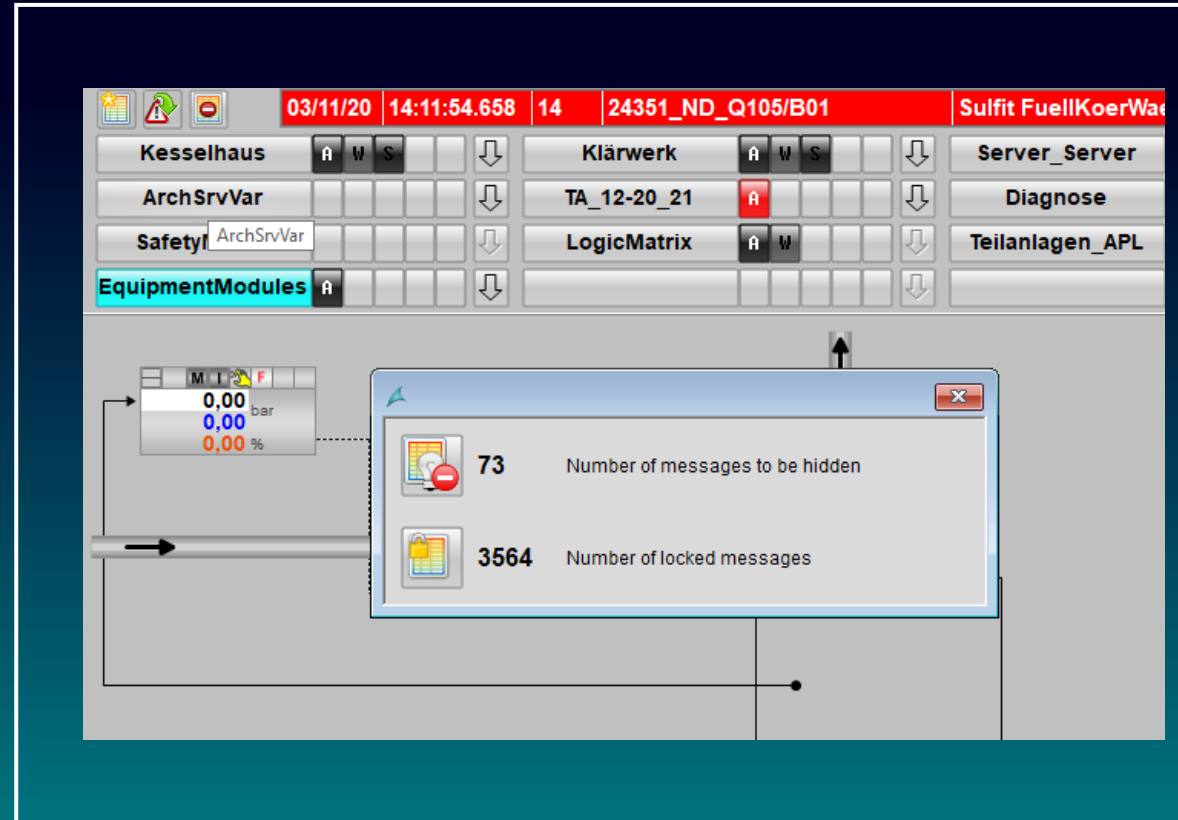 03/11/20 14:11:54.658 14 24351_ND_Q105/B01 Sulfit FuellKoerWae
Kesselhaus A W S Klärwerk A W S Server_Server
ArchSrvVar TA_12-20_21 A Diagnose
Safety ArchSrvVar LogicMatrix A W Teilanlagen_APL
EquipmentModules A
M I F
0,00 bar
0,00
0,00 %
73 Number of messages to be hidden
3564 Number of locked messages